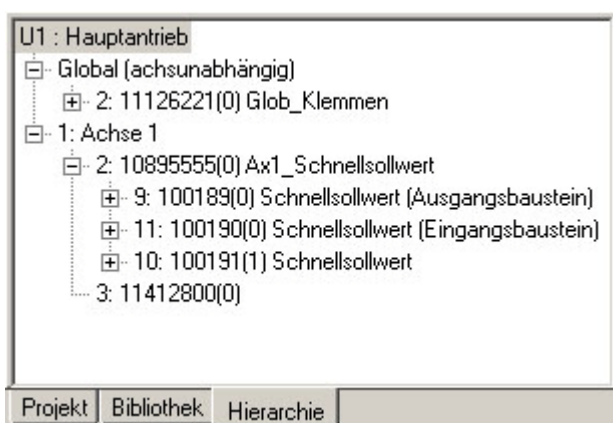 U1 : Hauptantrieb
Global (achsunabhängig)
2: 11126221(0) Glob_Klemmen
1: Achse 1
2: 10895555(0) Ax1_Schnellsollwert
9: 100189(0) Schnellsollwert (Ausgangsbaustein)
11: 100190(0) Schnellsollwert (Eingangsbaustein)
10: 100191(1) Schnellsollwert
3: 11412800(0)
Projekt Bibliothek Hierarchie